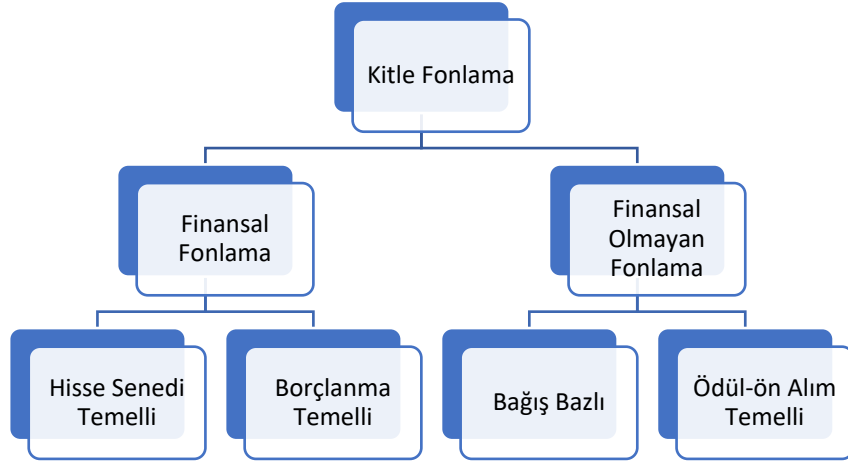 Kitle Fonlama
Finansal
Fonlama
Finansal
Olmayan
Fonlama
Hisse Senedi
Temelli
Borçlanma
Temelli
Bağış Bazlı
Ödül-ön Alım
Temelli